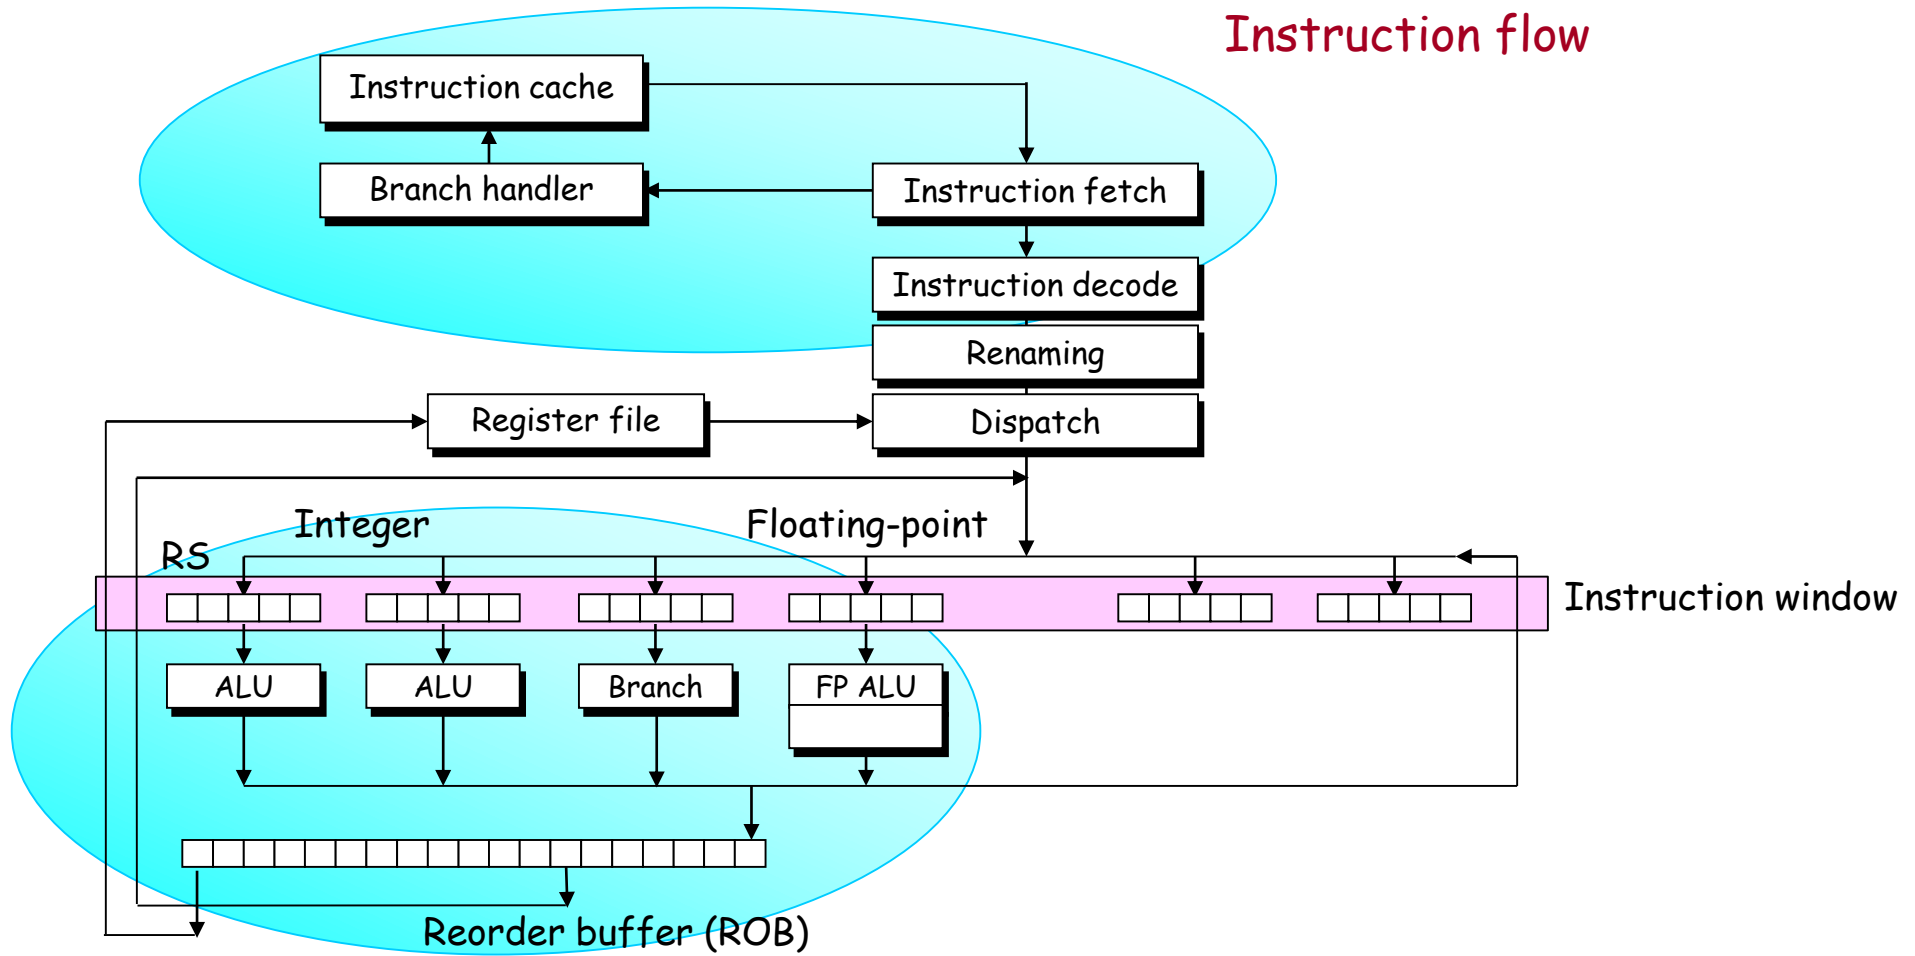 Instruction flow
Instruction cache
Branch handler
Instruction fetch
Instruction decode
Renaming
Register file
Dispatch
Integer
Floating-point
RS
Instruction window
ALU
ALU
Branch
FP ALU
Reorder buffer (ROB)